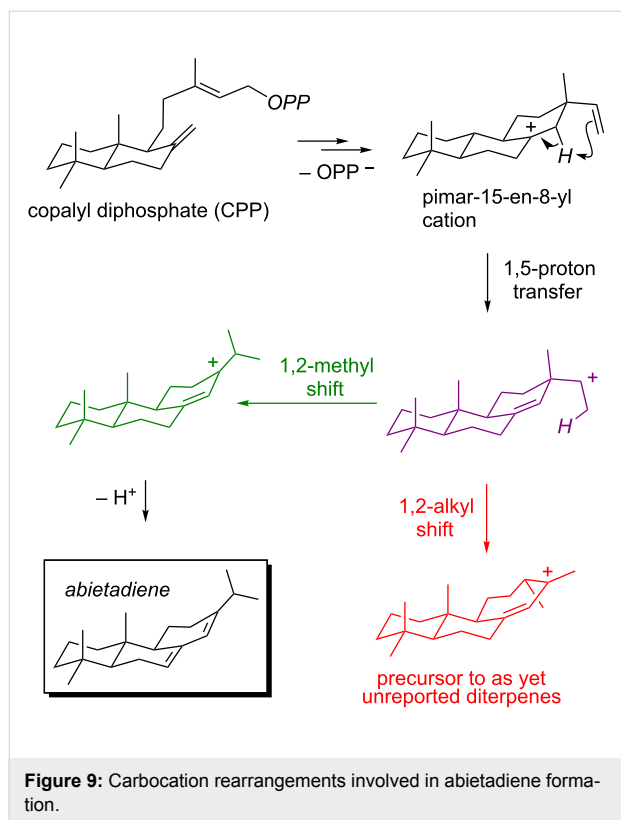 OPP
– OPP –
copalyl diphosphate (CPP)
+
H
pimar-15-en-8-yl
cation
1,5-proton
transfer
+
1,2-methyl
shift
+
H
– H+
1,2-alkyl
shift
abietadiene
+
precursor to as yet
unreported diterpenes
Figure 9: Carbocation rearrangements involved in abietadiene forma-
tion.